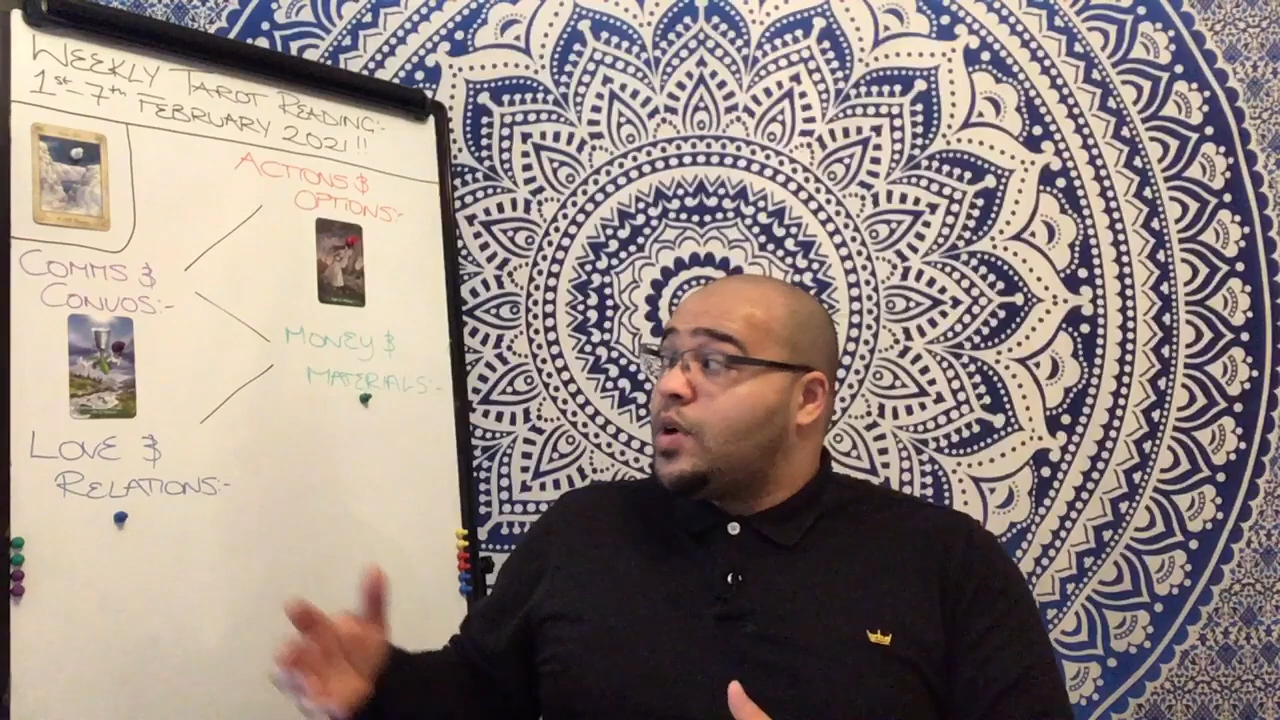 WEEKLY TAROT READING:-
1ST-7TH FEBRUARY 2021!!
ACTIONS &
OPTIONS:-
COMMS &
CONVOS:-
MONEY &
MATERIALS:-
LOVE &
RELATIONS:-